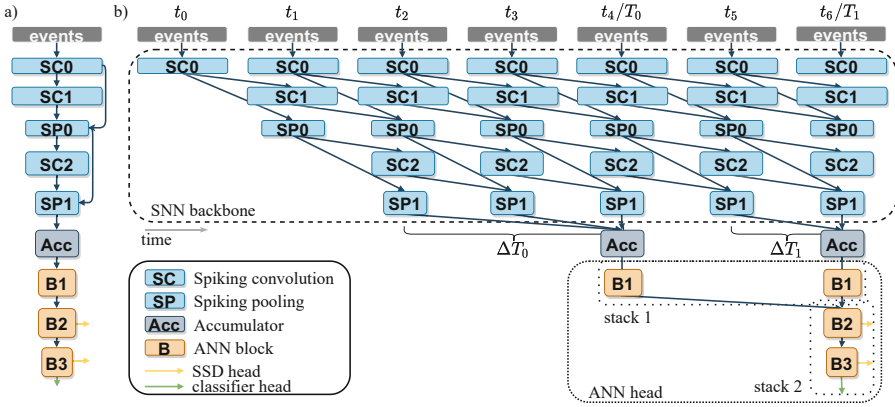 a)
events
SC0
SC1
SP0
SC2
SP1
Acc
B1
B2
B3
b)
t0 t1 t2 t3 t4/T0 t5 t6/T1
events events events events events events events
SC0 SC0 SC0 SC0 SC0 SC0 SC0
SC1 SC1 SC1 SC1 SC1 SC1
SP0 SP0 SP0 SP0 SP0 SP0
SC2 SC2 SC2 SC2 SC2
SP1 SP1 SP1 SP1 SP1
SNN backbone
time
ΔT0 Acc ΔT1 Acc
SC Spiking convolution
SP Spiking pooling
Acc Accumulator
B ANN block
SSD head
classifier head
B1 B1
stack 1
B2
B3
stack 2
ANN head